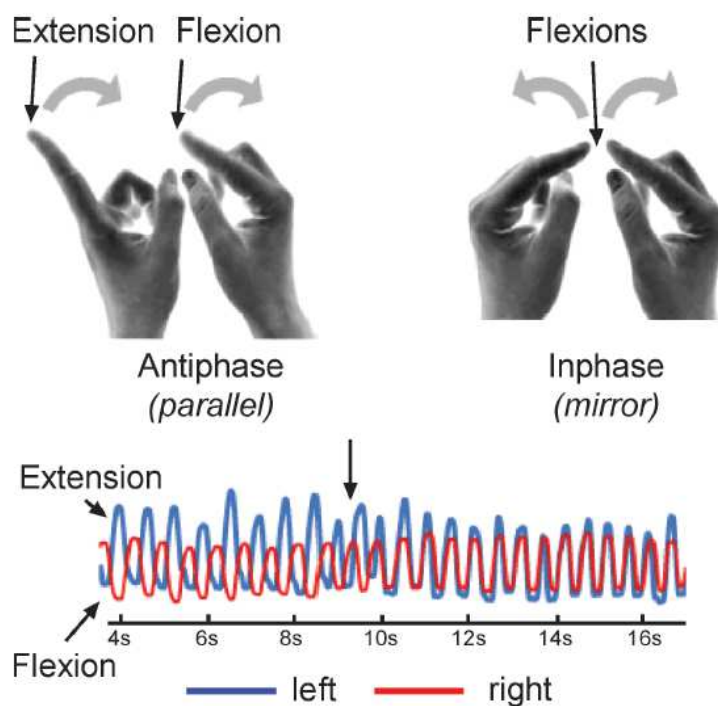 Extension Flexion Flexions
Antiphase
(parallel)
Inphase
(mirror)
Extension
Flexion
4s 6s 8s 10s 12s 14s 16s
left right